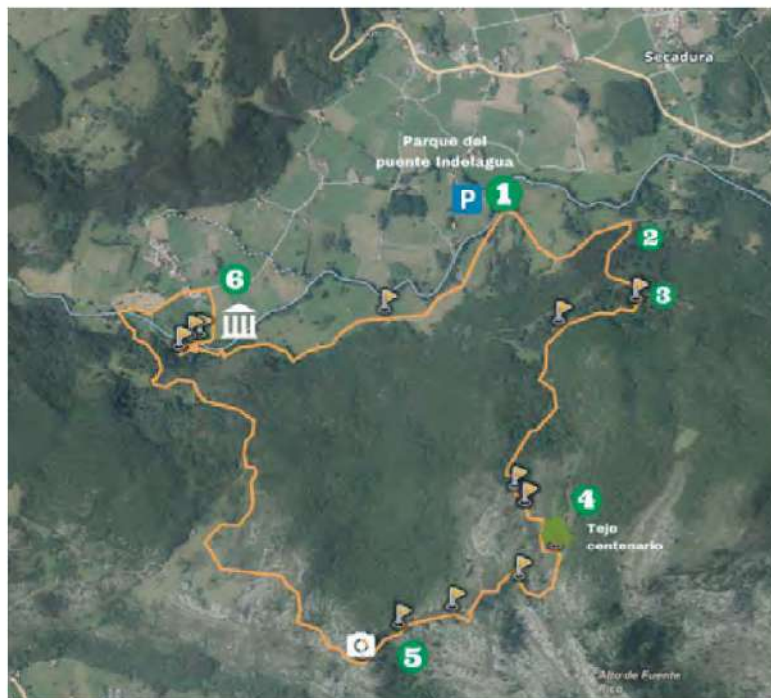 Secadura
Parque del
puente Indelagua
P
1
2
3
6
4
Tejo
centenario
5
Alto de Fuente
Rico